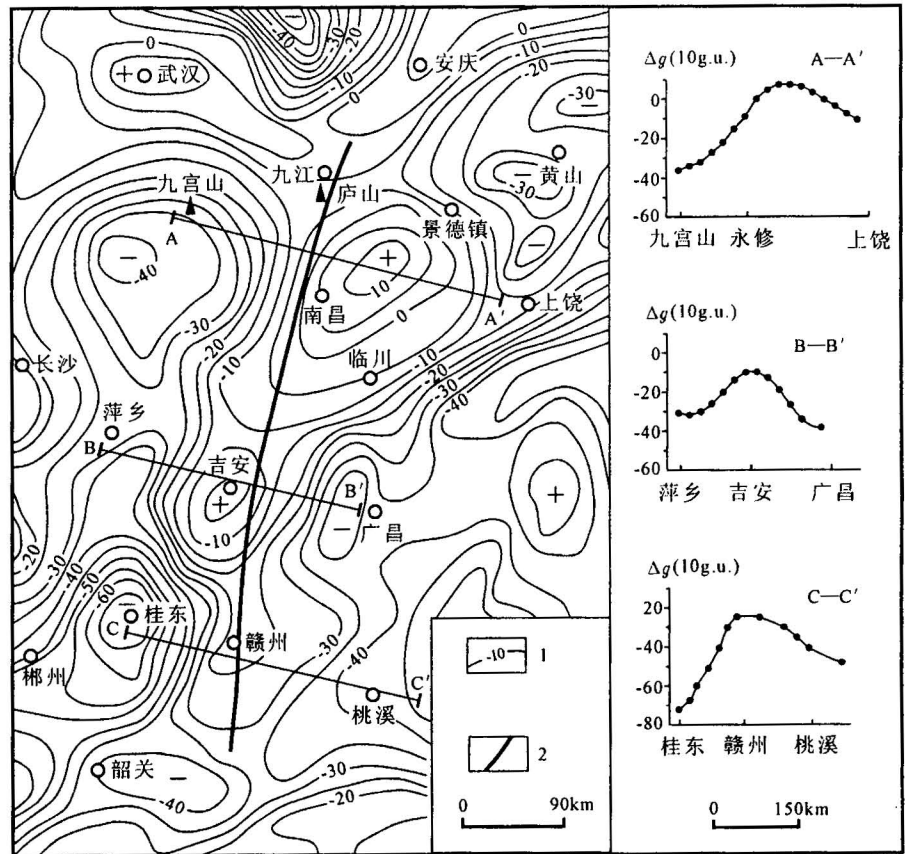 0
-40
-30
-20
-10
0
安庆
-10
-20
-30
武汉
0
-10
九江
庐山
黄山
-30
九宫山
A
景德镇
-40
10
南昌
A′
上饶
0
-30
-20
-10
临川
-10
-20
-30
-40
长沙
萍乡
B
吉安
-10
B′
广昌
-20
-30
-40
-50
-60
桂东
C
赣州
-40
C′
桃溪
郴州
韶关
-40
-30
-20
-10 1
2
0 90km
Δg(10g.u.) A—A′
0
-20
-40
-60
九宫山 永修 上饶
Δg(10g.u.) B—B′
0
-20
-40
-60
萍乡 吉安 广昌
Δg(10g.u.) C—C′
20
-40
-60
-80
桂东 赣州 桃溪
0 150km